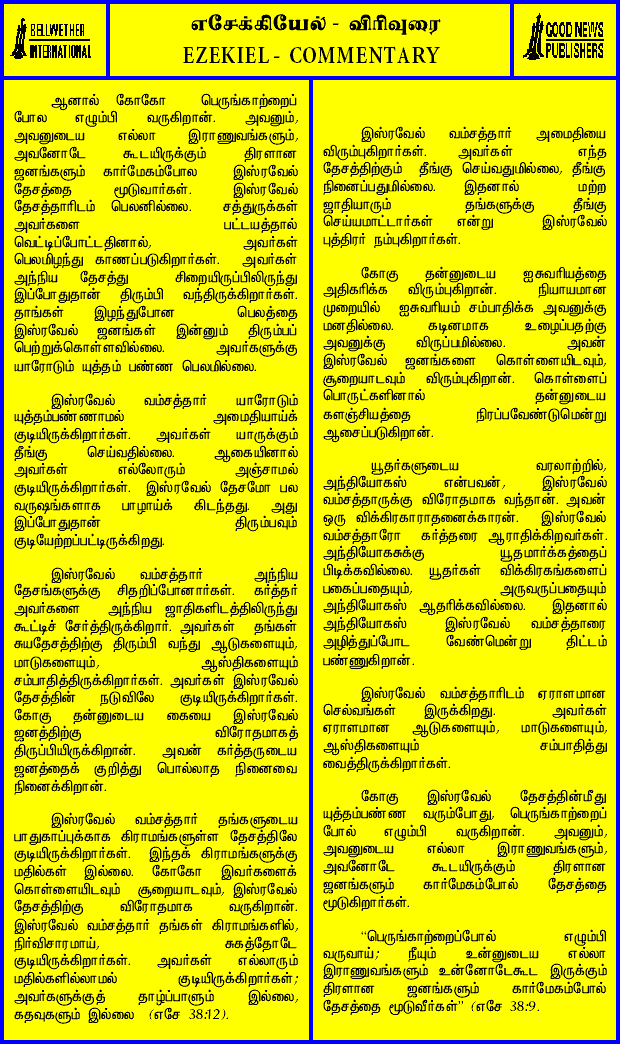 BELLWETHER
INTERNATIONAL
எசேக்கியேல் - விரிவுரை
EZEKIEL - COMMENTARY
GOOD NEWS
PUBLISHERS
ஆனால் கோகோ பெருங்காற்றைப்
போல எழும்பி வருகிறான். அவனும்,
அவனுடைய எல்லா இராணுவங்களும்,
அவனோடே கூடயிருக்கும் திரளான
ஜனங்களும் கார்மேகம்போல இஸ்ரவேல்
தேசத்தை மூடுவார்கள். இஸ்ரவேல்
தேசத்தாரிடம் பெலனில்லை. சத்துருக்கள்
அவர்களை பட்டயத்தால்
வெட்டிப்போட்டதினால், அவர்கள்
பெலமிழந்து காணப்படுகிறார்கள். அவர்கள்
அந்நிய தேசத்து சிறையிருப்பிலிருந்து
இப்போதுதான் திரும்பி வந்திருக்கிறார்கள்.
தாங்கள் இழந்துபோன பெலத்தை
இஸ்ரவேல் ஜனங்கள் இன்னும் திரும்பப்
பெற்றுக்கொள்ளவில்லை. அவர்களுக்கு
யாரோடும் யுத்தம் பண்ண பெலமில்லை.
இஸ்ரவேல் வம்சத்தார் யாரோடும்
யுத்தம்பண்ணாமல் அமைதியாய்க்
குடியிருக்கிறார்கள். அவர்கள் யாருக்கும்
தீங்கு செய்வதில்லை. ஆகையினால்
அவர்கள் எல்லோரும் அஞ்சாமல்
குடியிருக்கிறார்கள். இஸ்ரவேல் தேசமோ பல
வருஷங்களாக பாழாய்க் கிடந்தது. அது
இப்போதுதான் திரும்பவும்
குடியேற்றப்பட்டிருக்கிறது.
இஸ்ரவேல் வம்சத்தார் அந்நிய
தேசங்களுக்கு சிதறிப்போனார்கள். கர்த்தர்
அவர்களை அந்நிய ஜாதிகளிடத்திலிருந்து
கூட்டிச் சேர்த்திருக்கிறார். அவர்கள் தங்கள்
சுயதேசத்திற்கு திரும்பி வந்து ஆடுகளையும்,
மாடுகளையும், ஆஸ்திகளையும்
சம்பாதித்திருக்கிறார்கள். அவர்கள் இஸ்ரவேல்
தேசத்தின் நடுவிலே குடியிருக்கிறார்கள்.
கோகு தன்னுடைய கையை இஸ்ரவேல்
ஜனத்திற்கு விரோதமாகத்
திருப்பியிருக்கிறான். அவன் கர்த்தருடைய
ஜனத்தைக் குறித்து பொல்லாத நினைவை
நினைக்கிறான்.
இஸ்ரவேல் வம்சத்தார் தங்களுடைய
பாதுகாப்புக்காக கிராமங்களுள்ள தேசத்திலே
குடியிருக்கிறார்கள். இந்தக் கிராமங்களுக்கு
மதில்கள் இல்லை. கோகோ இவர்களைக்
கொள்ளையிடவும் சூறையாடவும், இஸ்ரவேல்
தேசத்திற்கு விரோதமாக வருகிறான்.
இஸ்ரவேல் வம்சத்தார் தங்கள் கிராமங்களில்,
நிர்விசாரமாய், சுகத்தோடே
குடியிருக்கிறார்கள். அவர்கள் எல்லாரும்
மதில்களில்லாமல் குடியிருக்கிறார்கள்;
அவர்களுக்குத் தாழ்ப்பாளும் இல்லை,
கதவுகளும் இல்லை (எசே 38:12).
இஸ்ரவேல் வம்சத்தார் அமைதியை
விரும்புகிறார்கள். அவர்கள் எந்த
தேசத்திற்கும் தீங்கு செய்வதுமில்லை, தீங்கு
நினைப்பதுமில்லை. இதனால் மற்ற
ஜாதியாரும் தங்களுக்கு தீங்கு
செய்யமாட்டார்கள் என்று இஸ்ரவேல்
புத்திரர் நம்புகிறார்கள்.
கோகு தன்னுடைய ஐசுவரியத்தை
அதிகரிக்க விரும்புகிறான். நியாயமான
முறையில் ஐசுவரியம் சம்பாதிக்க அவனுக்கு
மனதில்லை. கடினமாக உழைப்பதற்கு
அவனுக்கு விருப்பமில்லை. அவன்
இஸ்ரவேல் ஜனங்களை கொள்ளையிடவும்,
சூறையாடவும் விரும்புகிறான். கொள்ளைப்
பொருட்களினால் தன்னுடைய
களஞ்சியத்தை நிரப்பவேண்டுமென்று
ஆசைப்படுகிறான்.
யூதர்களுடைய வரலாற்றில்,
அந்தியோகஸ் என்பவன், இஸ்ரவேல்
வம்சத்தாருக்கு விரோதமாக வந்தான். அவன்
ஒரு விக்கிரகாராதனைக்காரன். இஸ்ரவேல்
வம்சத்தாரோ கர்த்தரை ஆராதிக்கிறவர்கள்.
அந்தியோகசுக்கு யூதமார்க்கத்தைப்
பிடிக்கவில்லை. யூதர்கள் விக்கிரகங்களைப்
பகைப்பதையும், அருவருப்பதையும்
அந்தியோகஸ் ஆதரிக்கவில்லை. இதனால்
அந்தியோகஸ் இஸ்ரவேல் வம்சத்தாரை
அழித்துப்போட வேண்மென்று திட்டம்
பண்ணுகிறான்.
இஸ்ரவேல் வம்சத்தாரிடம் ஏராளமான
செல்வங்கள் இருக்கிறது. அவர்கள்
ஏராளமான ஆடுகளையும், மாடுகளையும்,
ஆஸ்திகளையும் சம்பாதித்து
வைத்திருக்கிறார்கள்.
கோகு இஸ்ரவேல் தேசத்தின்மீது
யுத்தம்பண்ண வரும்போது, பெருங்காற்றைப்
போல் எழும்பி வருகிறான். அவனும்,
அவனுடைய எல்லா இராணுவங்களும்,
அவனோடே கூடயிருக்கும் திரளான
ஜனங்களும் கார்மேகம்போல் தேசத்தை
மூடுகிறார்கள்.
"பெருங்காற்றைப்போல் எழும்பி
வருவாய்; நீயும் உன்னுடைய எல்லா
இராணுவங்களும் உன்னோடேகூட இருக்கும்
திரளான ஜனங்களும் கார்மேகம்போல்
தேசத்தை மூடுவீர்கள்" (எசே 38:9.